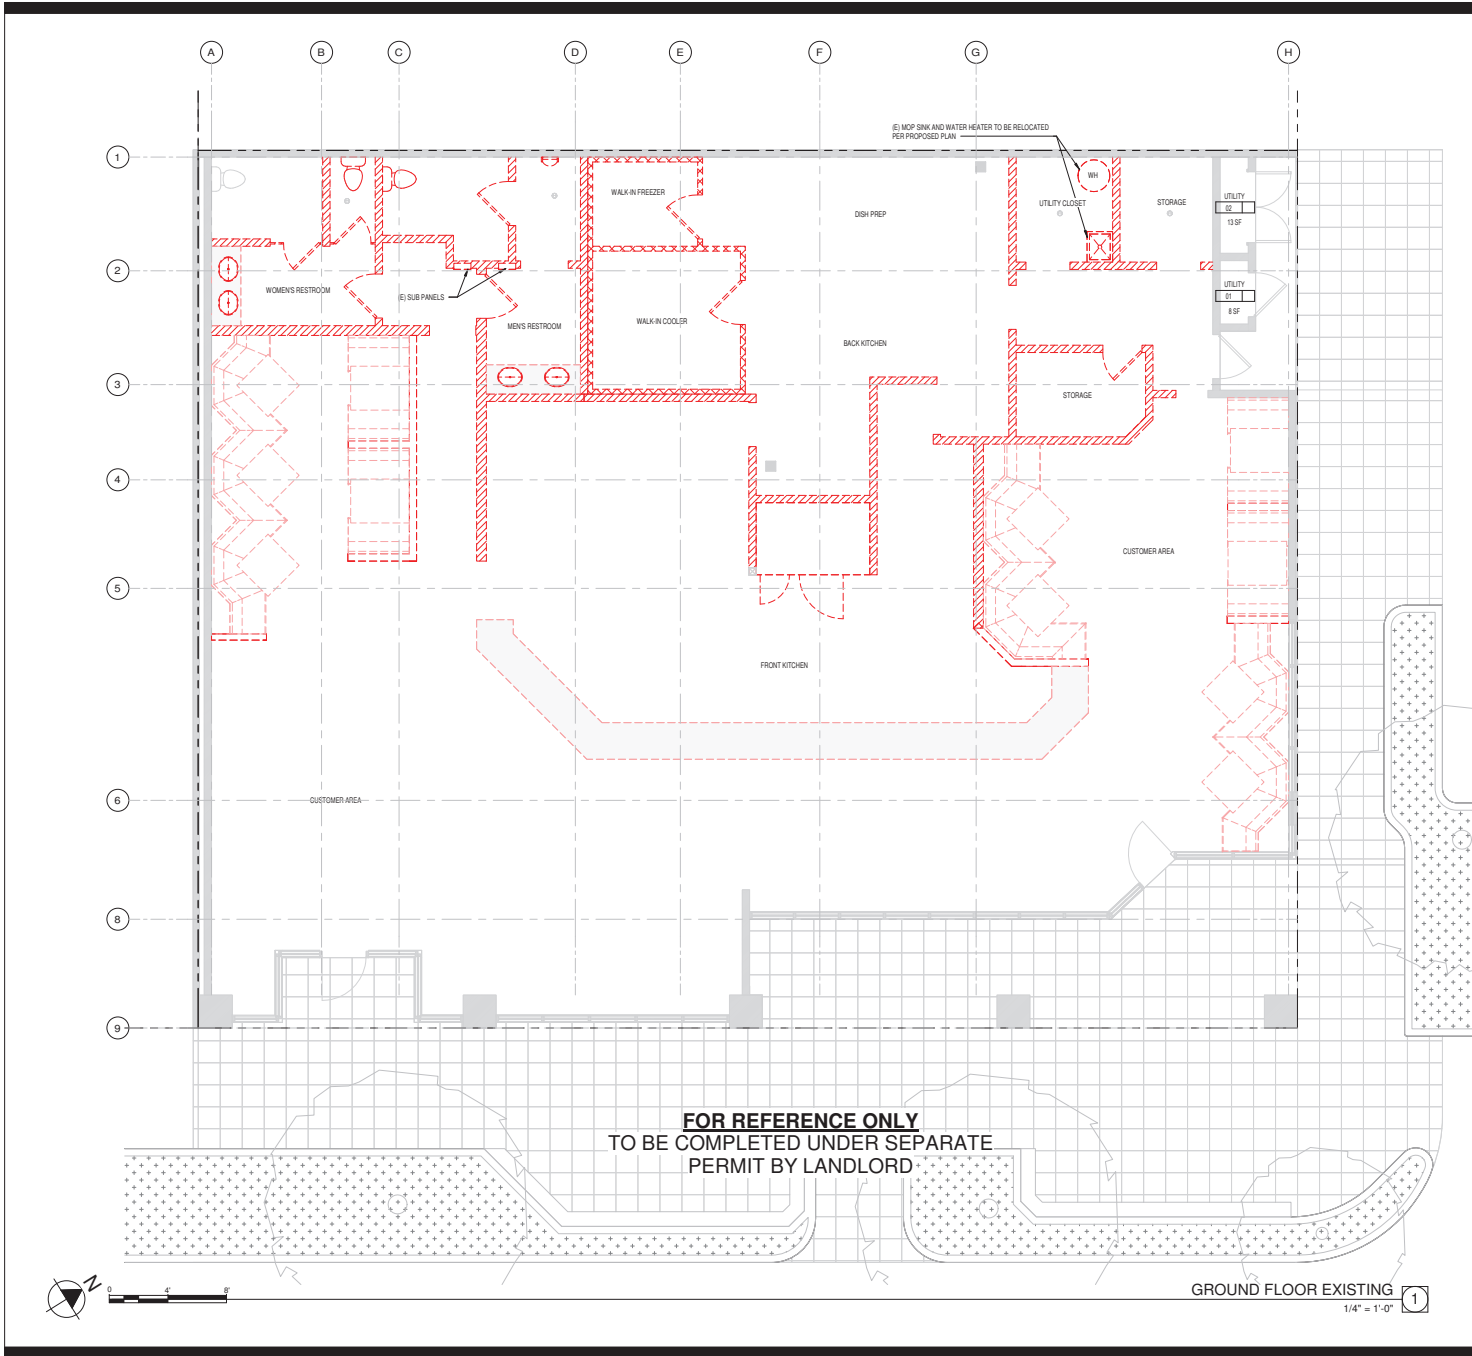 A B C D E F G H
(E) MOP SINK AND WATER HEATER TO BE RELOCATED
PER PROPOSED PLAN
1
WH
WALK-IN FREEZER
UTILITY CLOSET
STORAGE
UTILITY
02
13 SF
DISH PREP
2
WOMEN'S RESTROOM
(E) SUB PANELS
UTILITY
01
8 SF
MEN'S RESTROOM
WALK-IN COOLER
BACK KITCHEN
3
STORAGE
4
CUSTOMER AREA
5
FRONT KITCHEN
6
CUSTOMER AREA
8
9
FOR REFERENCE ONLY
TO BE COMPLETED UNDER SEPARATE
PERMIT BY LANDLORD
N
0 4' 8'
GROUND FLOOR EXISTING
1
1/4" = 1'-0"